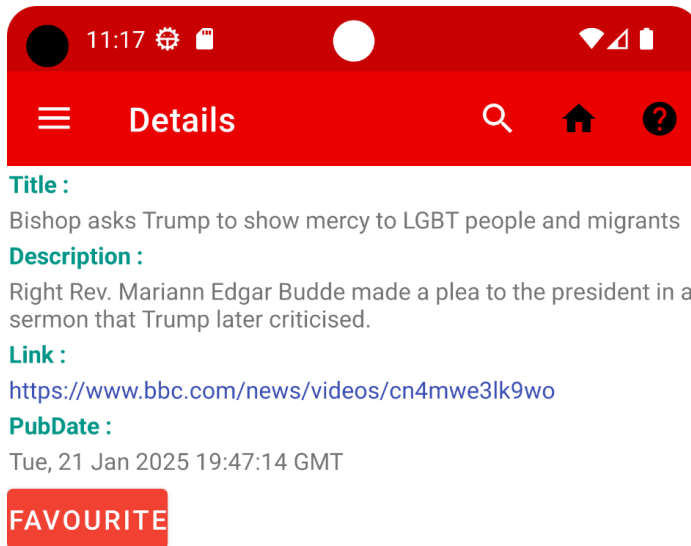 11:17
Details
Title :
Bishop asks Trump to show mercy to LGBT people and migrants
Description :
Right Rev. Mariann Edgar Budde made a plea to the president in a
sermon that Trump later criticised.
Link :
https://www.bbc.com/news/videos/cn4mwe3lk9wo
PubDate :
Tue, 21 Jan 2025 19:47:14 GMT
FAVOURITE